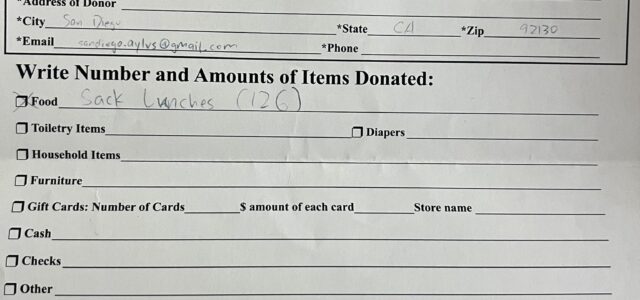 *Address of Donor
*City San Diego *State CA *Zip 92130
*Email sandiego.aylvs@gmail.com *Phone
Write Number and Amounts of Items Donated:
Food Sack Lunches (126)
Toiletry Items Diapers
Household Items
Furniture
Gift Cards: Number of Cards $ amount of each card Store name
Cash
Checks
Other